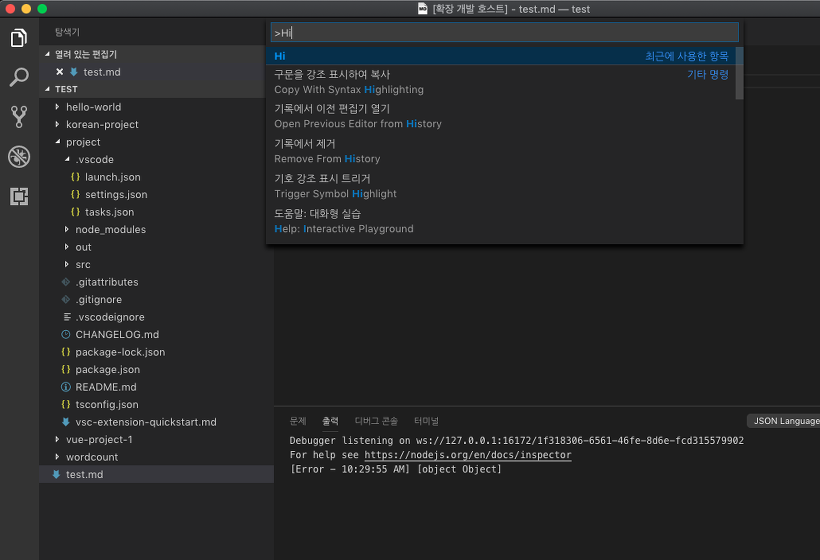 [확장 개발 호스트] - test.md — test
탐색기
열려 있는 편집기
test.md
TEST
hello-world
korean-project
project
.vscode
launch.json
settings.json
tasks.json
node_modules
out
src
.gitattributes
.gitignore
.vscodeignore
CHANGELOG.md
package-lock.json
package.json
README.md
tsconfig.json
vsc-extension-quickstart.md
vue-project-1
wordcount
test.md
>Hi
Hi 최근에 사용한 항목
구문을 강조 표시하여 복사 기타 명령
Copy With Syntax Highlighting
기록에서 이전 편집기 열기
Open Previous Editor from History
기록에서 제거
Remove From History
기호 강조 표시 트리거
Trigger Symbol Highlight
도움말: 대화형 실습
Help: Interactive Playground
문제 출력 디버그 콘솔 터미널 JSON Language
Debugger listening on ws://127.0.0.1:16172/1f318306-6561-46fe-8d6e-fcd315579902
For help see https://nodejs.org/en/docs/inspector
[Error - 10:29:55 AM] [object Object]